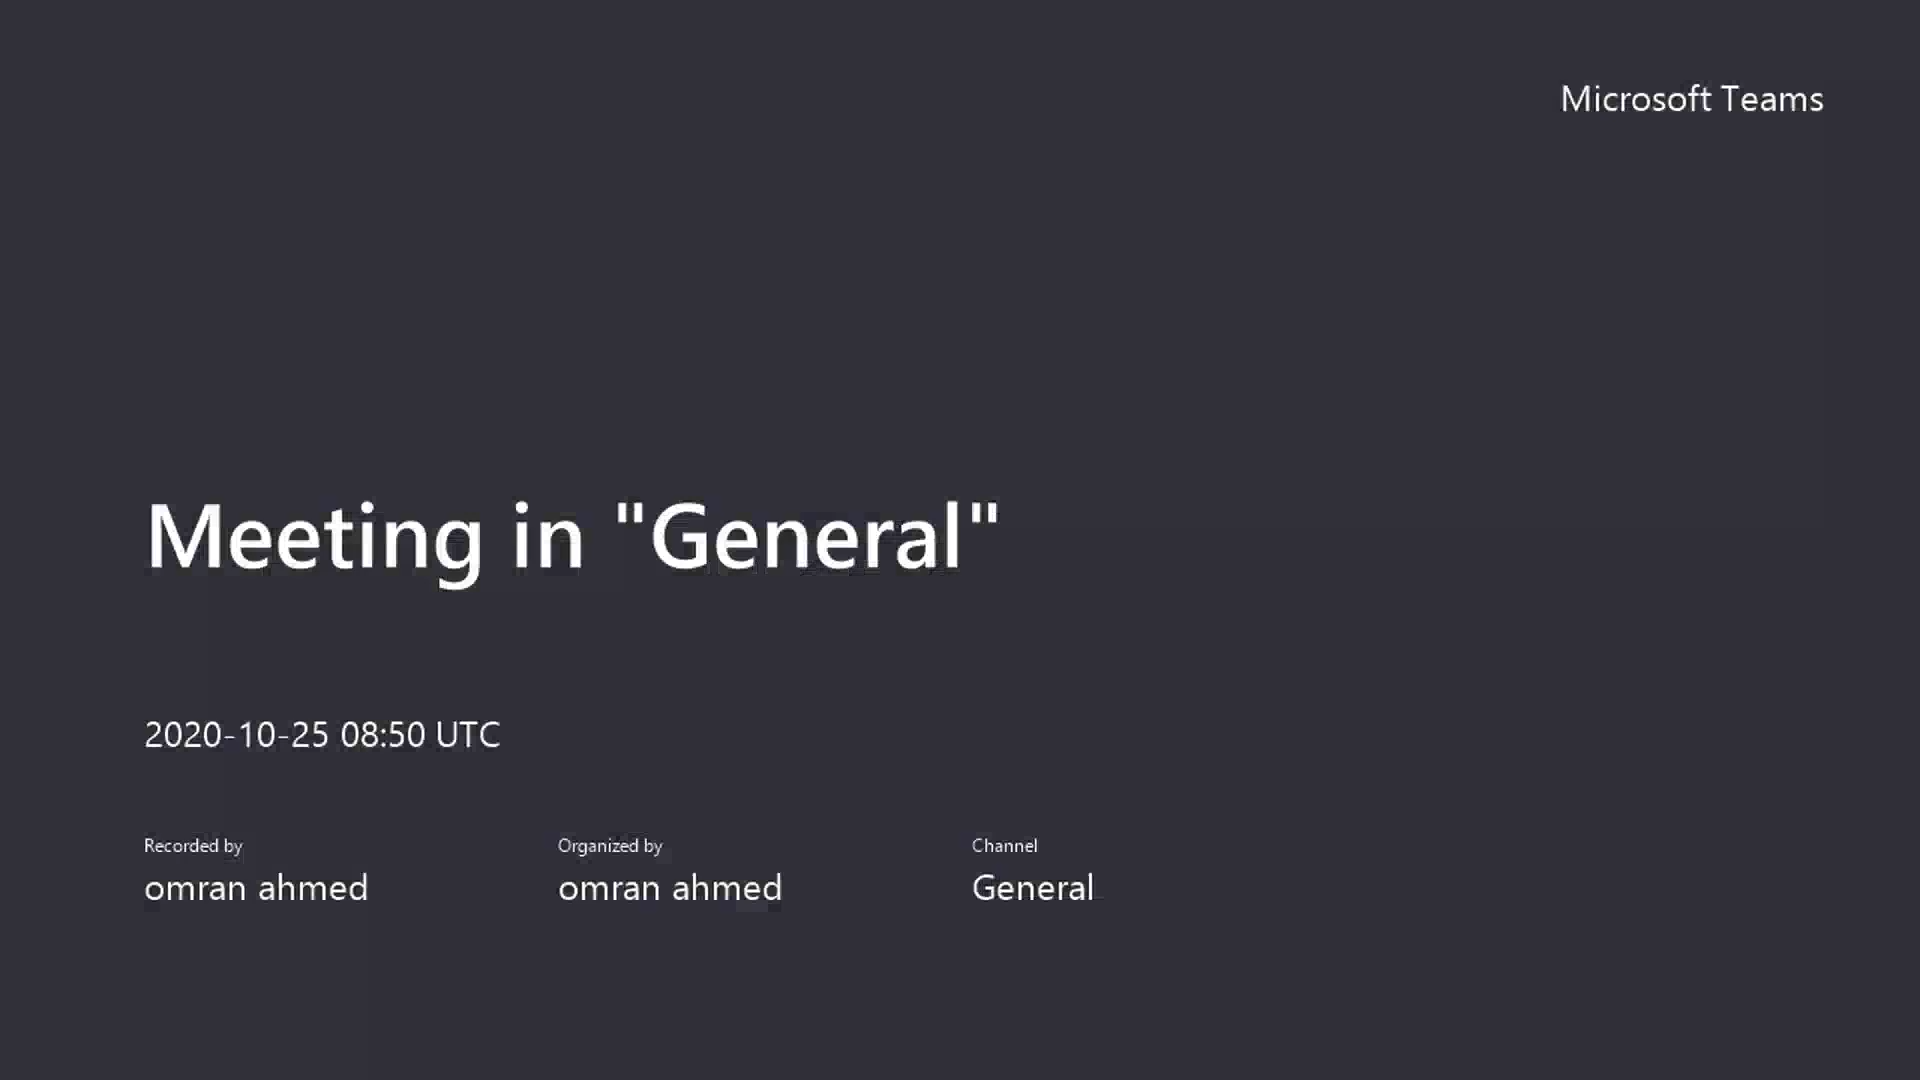 Microsoft Teams
Meeting in "General"
2020-10-25 08:50 UTC
Recorded by
omran ahmed
Organized by
omran ahmed
Channel
General